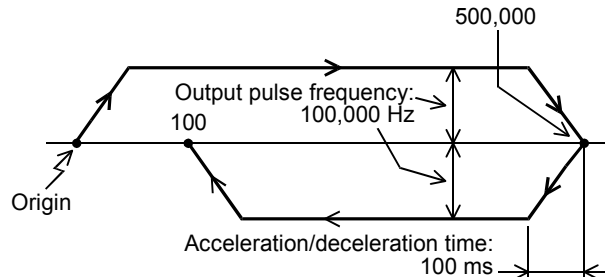 500,000
Output pulse frequency:
100,000 Hz
100
Origin
Acceleration/deceleration time:
100 ms